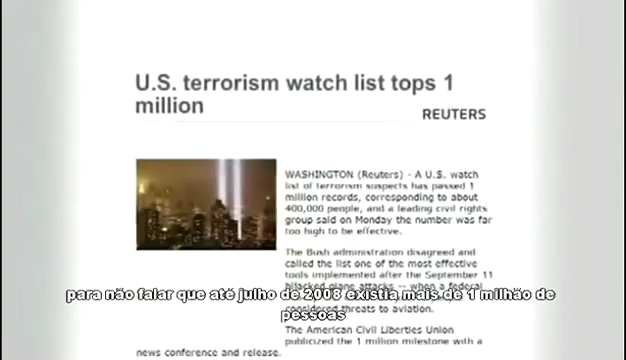 U.S. terrorism watch list tops 1
million
REUTERS
WASHINGTON (Reuters) - A U.S. watch
list of terrorism suspects has passed 1
million records, corresponding to about
400,000 people, and a leading civil rights
group said on Monday the number was far
too high to be effective.
The Bush administration disagreed and
called the list one of the most effective
tools implemented after the September 11
hijacked plane attacks -- when a federal
para não falar que até julho de 2008 existia mais de 1 milhão de
pessoas
considered threats to aviation.
The American Civil Liberties Union
publicized the 1 million milestone with a
news conference and release.